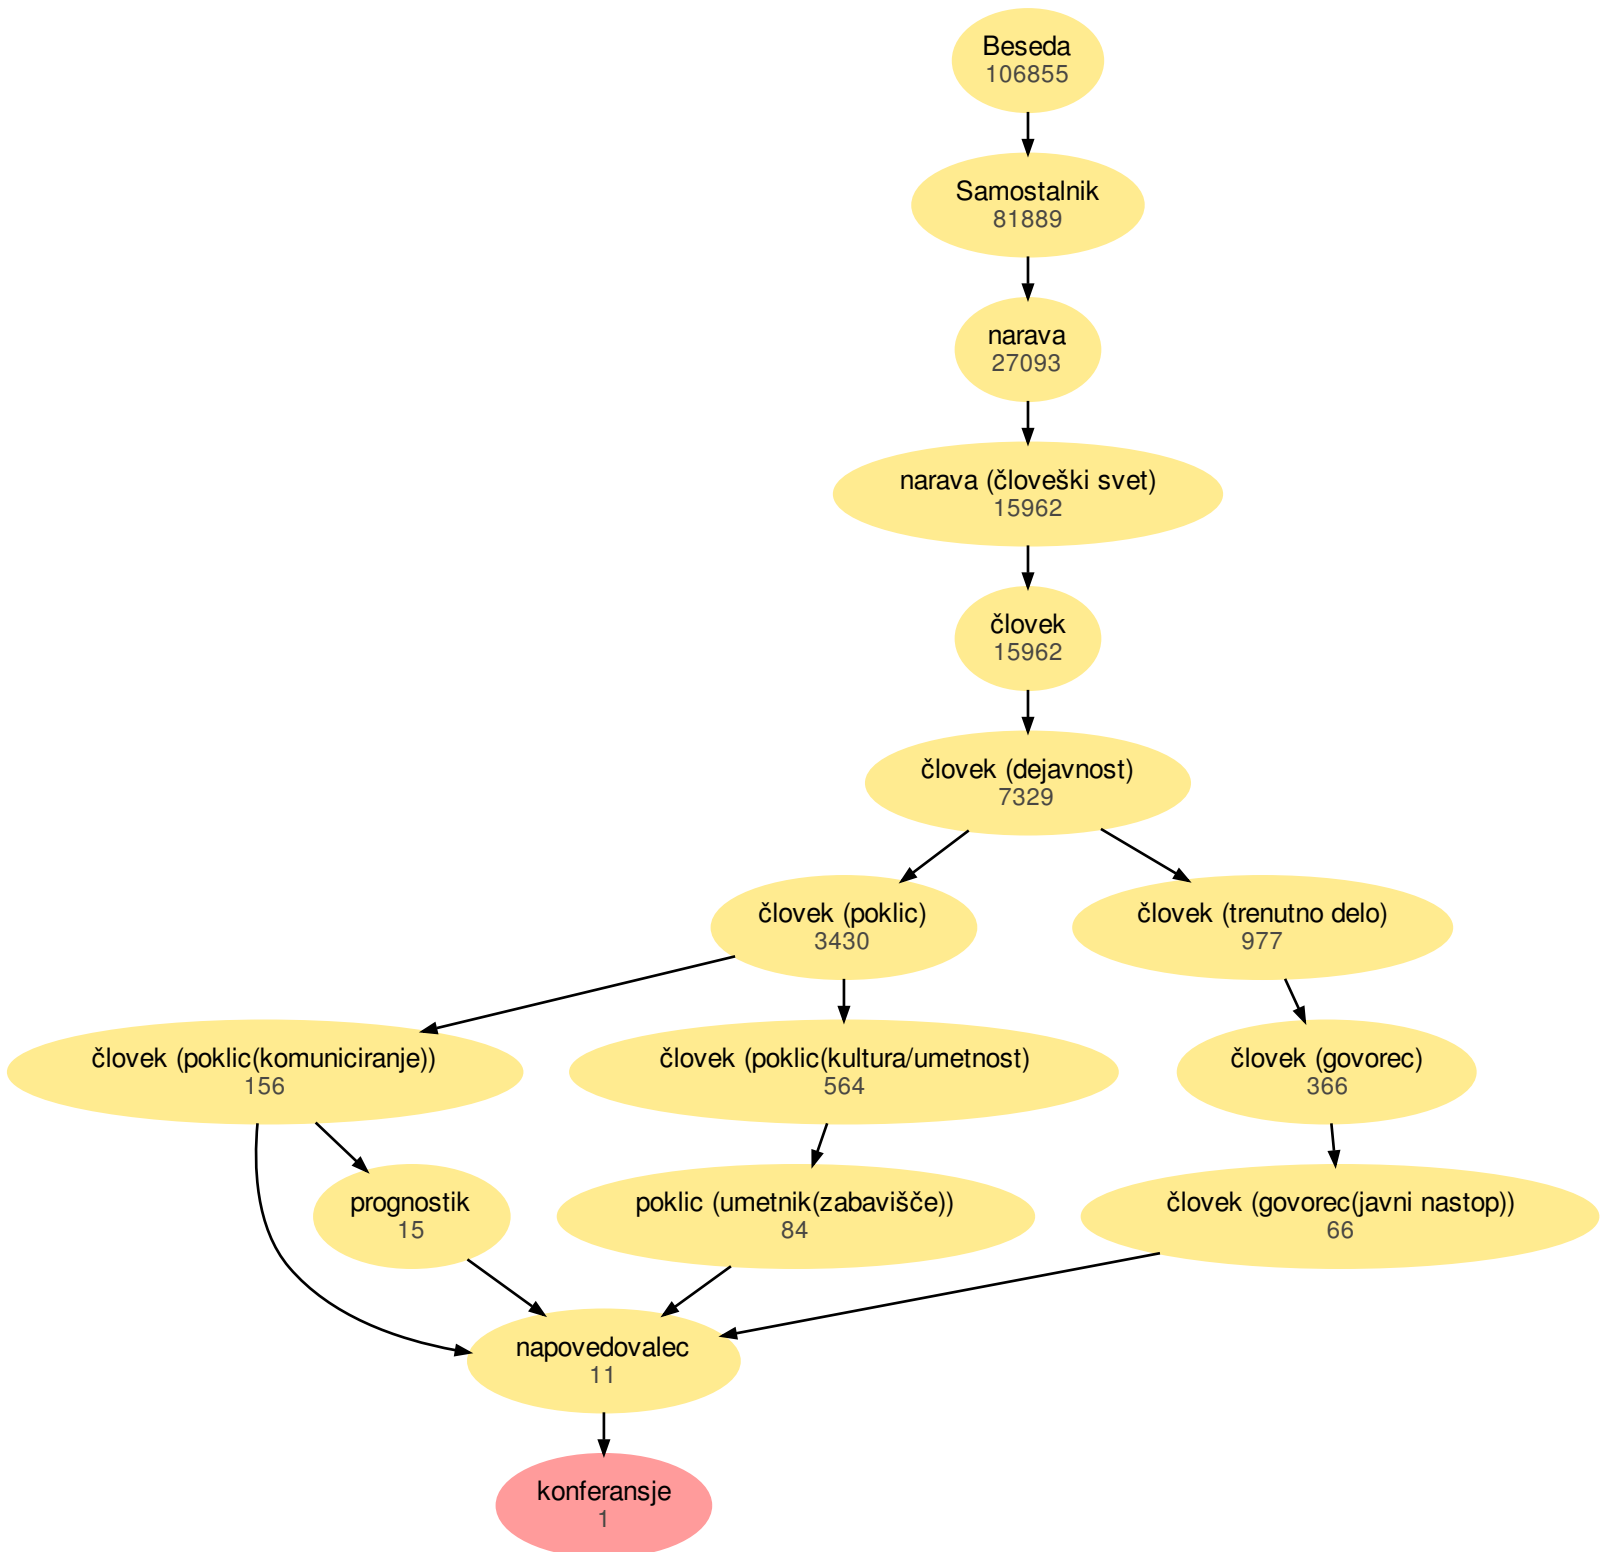 Beseda
106855
Samostalnik
81889
narava
27093
narava (človeški svet)
15962
človek
15962
človek (dejavnost)
7329
človek (poklic)
3430
človek (trenutno delo)
977
človek (poklic(komuniciranje))
156
človek (poklic(kultura/umetnost)
564
človek (govorec)
366
prognostik
15
poklic (umetnik(zabavišče))
84
človek (govorec(javni nastop))
66
napovedovalec
11
konferansje
1